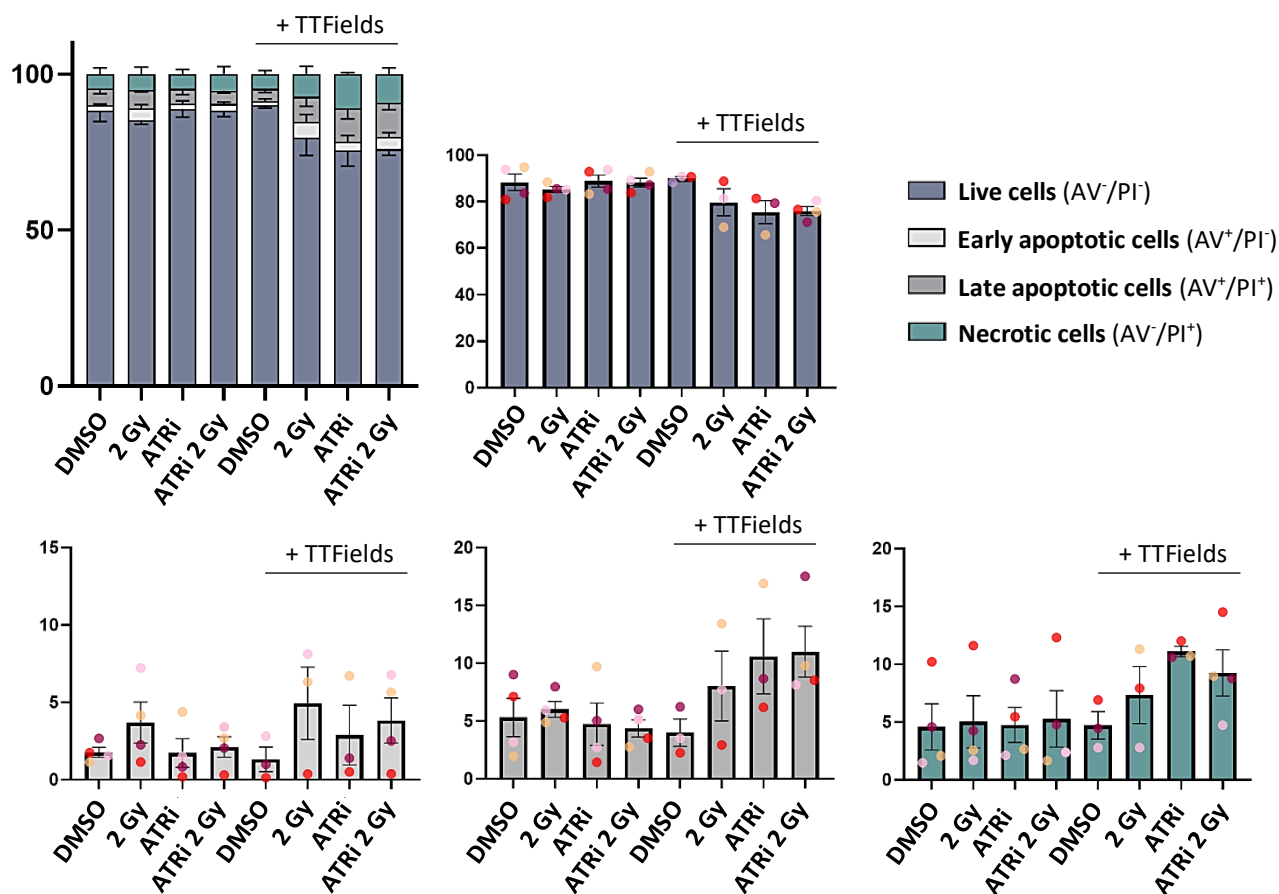 + TTFields
100
50
0
DMSO
2 Gy
ATRi
ATRi 2 Gy
DMSO
2 Gy
ATRi
ATRi 2 Gy
+ TTFields
100
80
60
40
20
0
DMSO
2 Gy
ATRi
ATRi 2 Gy
DMSO
2 Gy
ATRi
ATRi 2 Gy
Live cells (AV⁻/PI⁻)
Early apoptotic cells (AV⁺/PI⁻)
Late apoptotic cells (AV⁺/PI⁺)
Necrotic cells (AV⁻/PI⁺)
+ TTFields
15
10
5
0
DMSO
2 Gy
ATRi
ATRi 2 Gy
DMSO
2 Gy
ATRi
ATRi 2 Gy
+ TTFields
20
15
10
5
0
DMSO
2 Gy
ATRi
ATRi 2 Gy
DMSO
2 Gy
ATRi
ATRi 2 Gy
+ TTFields
20
15
10
5
0
DMSO
2 Gy
ATRi
ATRi 2 Gy
DMSO
2 Gy
ATRi
ATRi 2 Gy